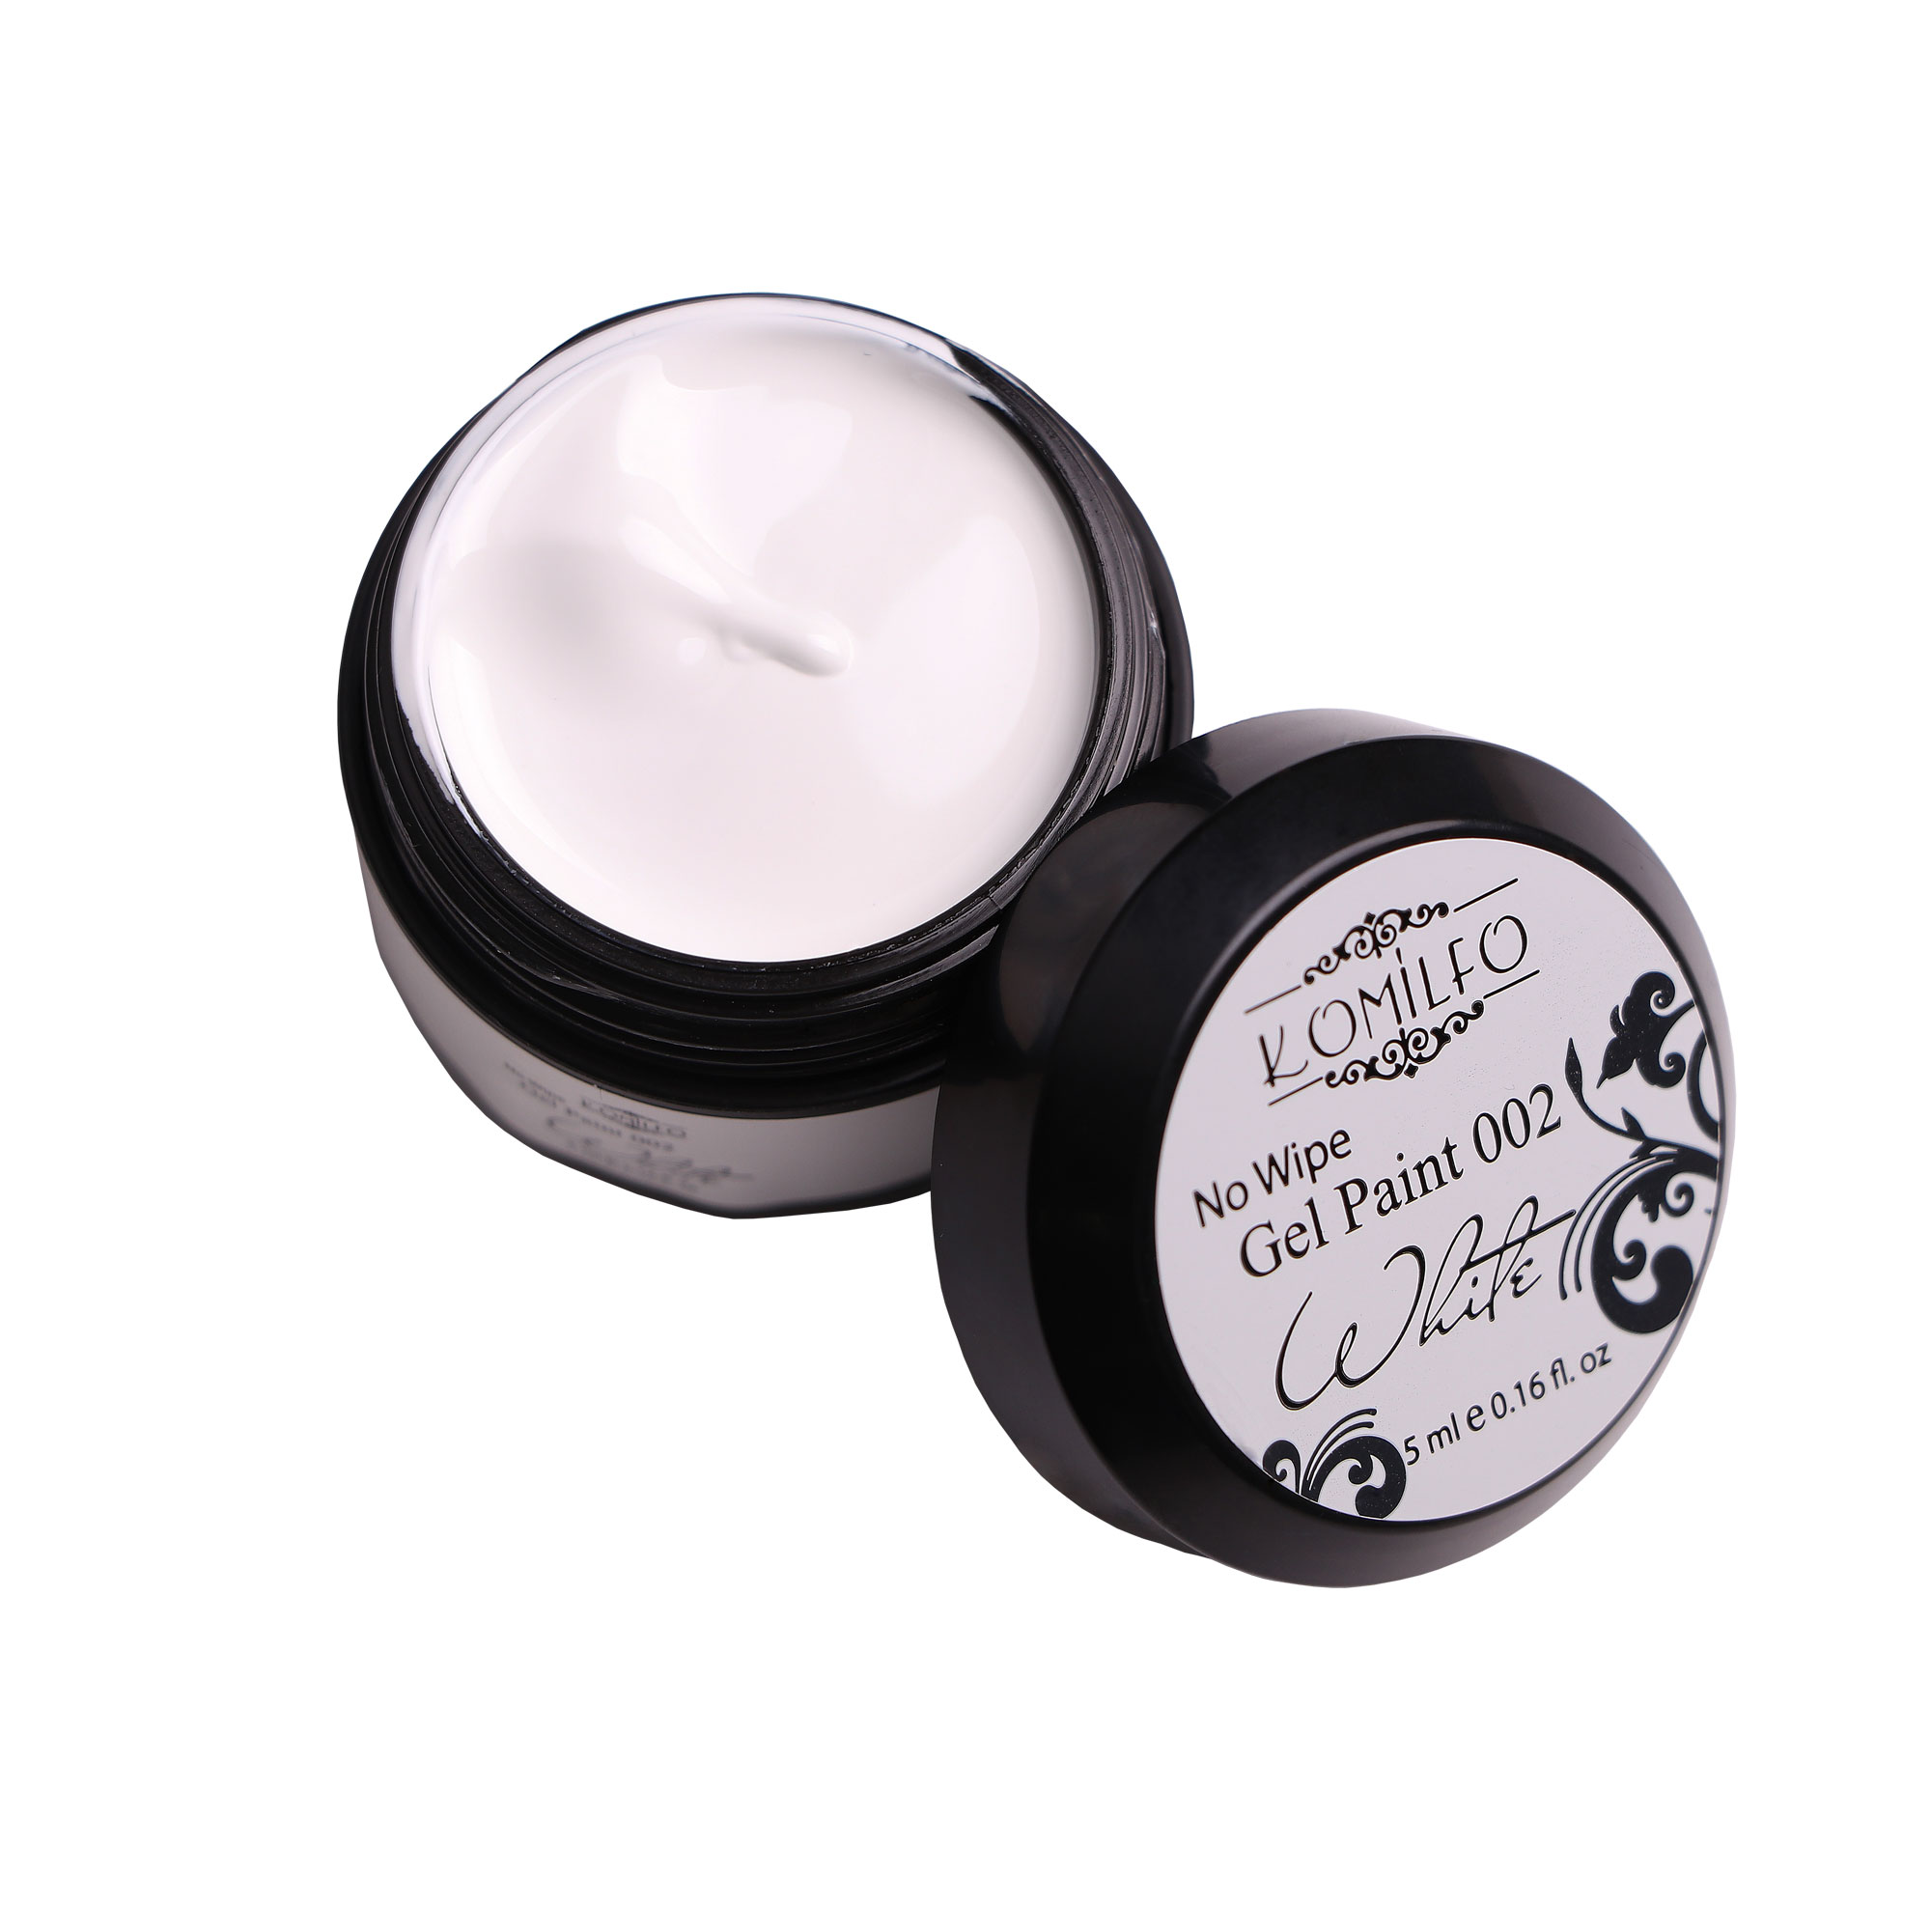 KOMILFO
No Wipe
Gel Paint 002
White
5 ml e 0.16 fl. oz
No Wipe KOMILFO
Gel Paint 002